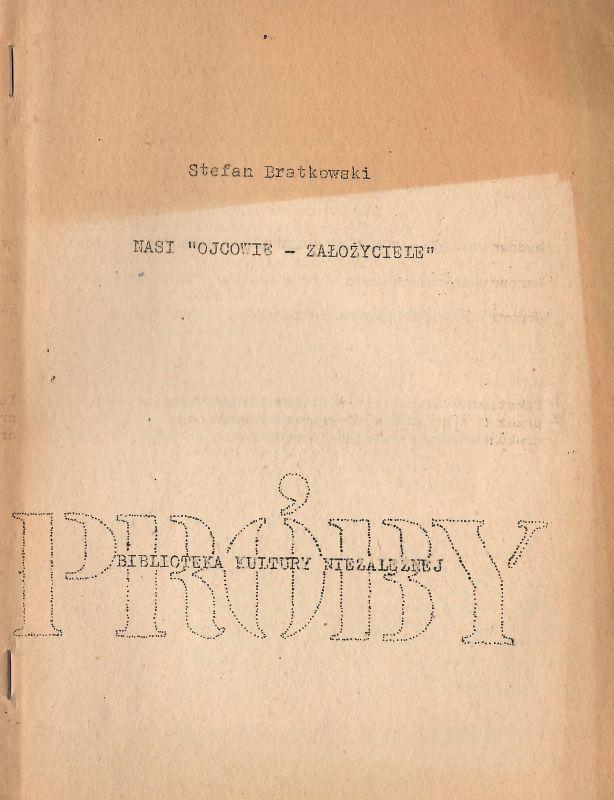 Stefan Bratkowski
NASI "OJCOWIE - ZAŁOŻYCIELE"
PRÓBY
BIBLIOTEKA KULTURY NIEZALEŻNEJ